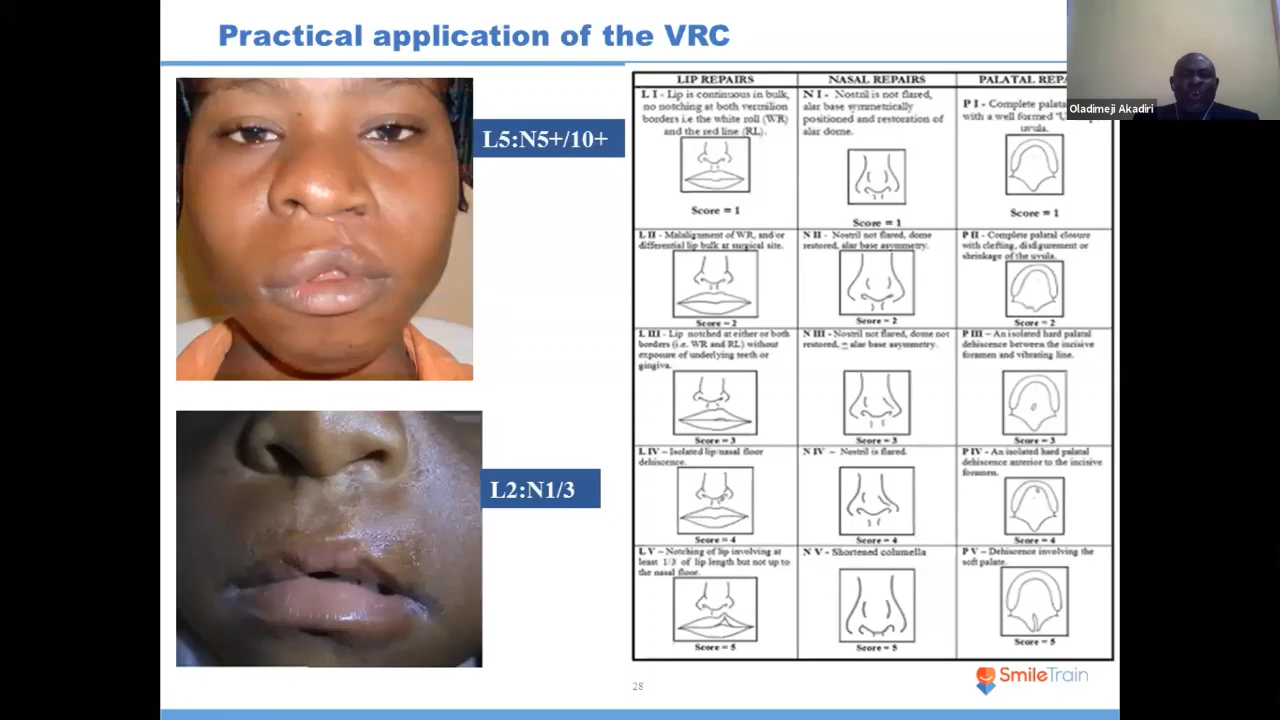 Practical application of the VRC
L5:N5+/10+
L2:N1/3
LIP REPAIRS
L I - Lip is continuous in bulk,
no notching at both vermilion
borders i.e the white roll (WR)
and the red line (RL).
Score = 1
L II - Malalignment of WR, and/or
differential lip bulk at surgical site.
Score = 2
L III - Lip notched at either or both
borders (i.e. WR and RL) without
exposure of underlying teeth or
gingiva.
Score = 3
L IV – Isolated lip/nasal floor
dehiscence.
Score = 4
L V – Notching of lip involving at
least 1/3 of lip length but not up to
the nasal floor.
Score = 5
NASAL REPAIRS
N I - Nostril is not flared,
alar base symmetrically
positioned and restoration of
alar dome.
Score = 1
N II - Nostril not flared, dome
restored, alar base asymmetry.
Score = 2
N III - Nostril not flared, dome not
restored, ± alar base asymmetry.
Score = 3
N IV – Nostril is flared.
Score = 4
N V - Shortened columella
Score = 5
PALATAL REPA
P I - Complete palata
with a well formed "U
uvula.
Score = 1
P II - Complete palatal closure
with clefting, disfigurement or
shrinkage of the uvula.
Score = 2
P III – An isolated hard palatal
dehiscence between the incisive
foramen and vibrating line.
Score = 3
P IV - An isolated hard palatal
dehiscence anterior to the incisive
foramen.
Score = 4
P V – Dehiscence involving the
soft palate.
Score = 5
Oladimeji Akadiri
28
SmileTrain